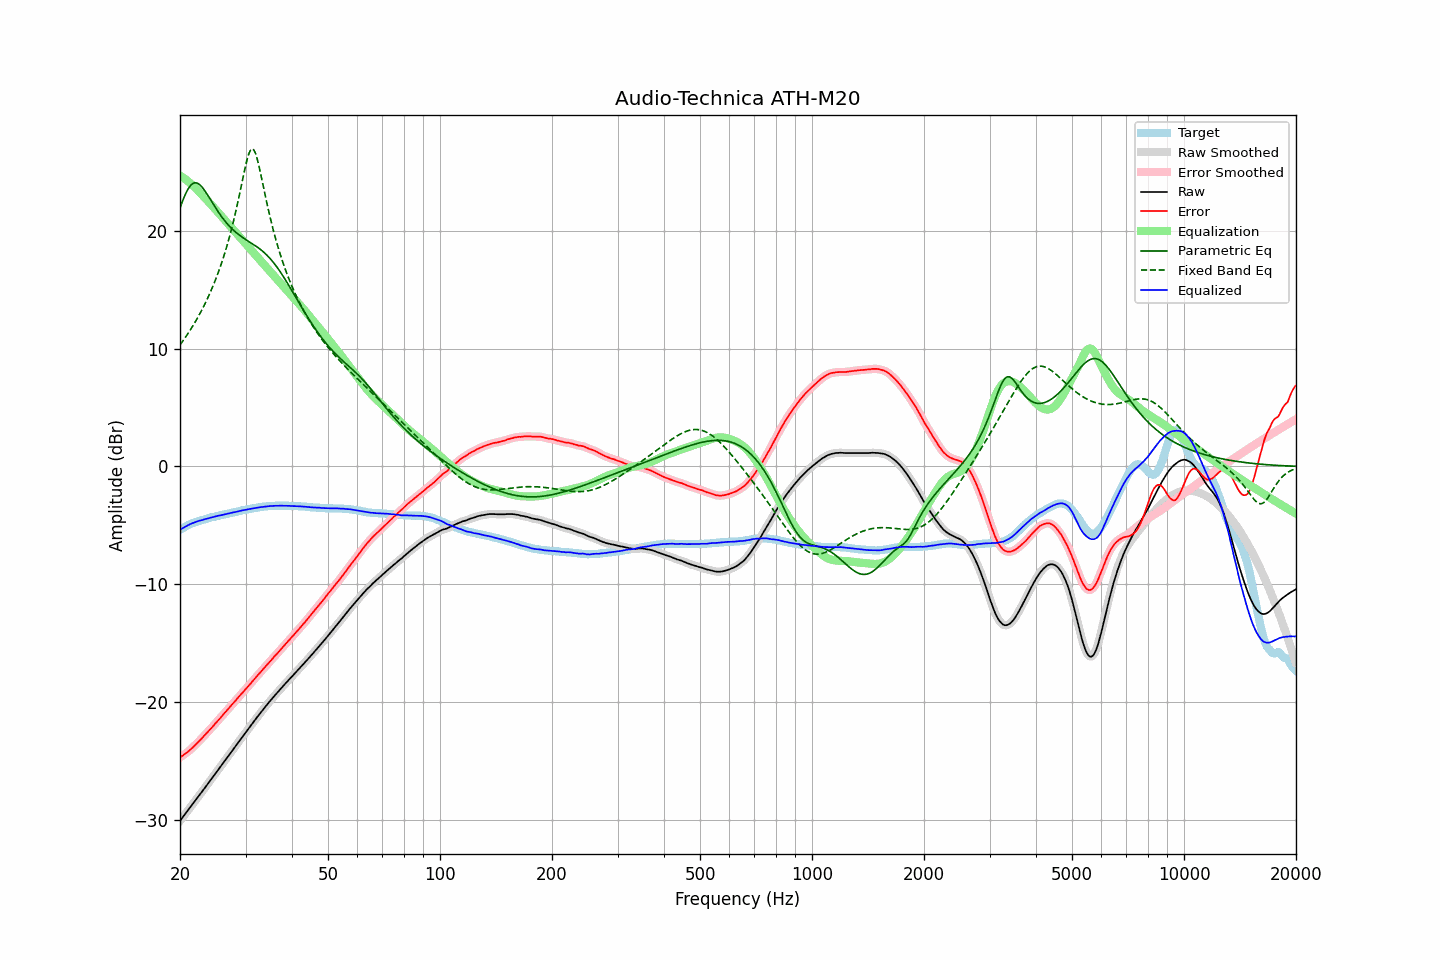 Audio-Technica ATH-M20
Target
Raw Smoothed
Error Smoothed
Raw
Error
Equalization
Parametric Eq
Fixed Band Eq
Equalized
Amplitude (dBr)
20
10
0
−10
−20
−30
20 50 100 200 500 1000 2000 5000 10000 20000
Frequency (Hz)